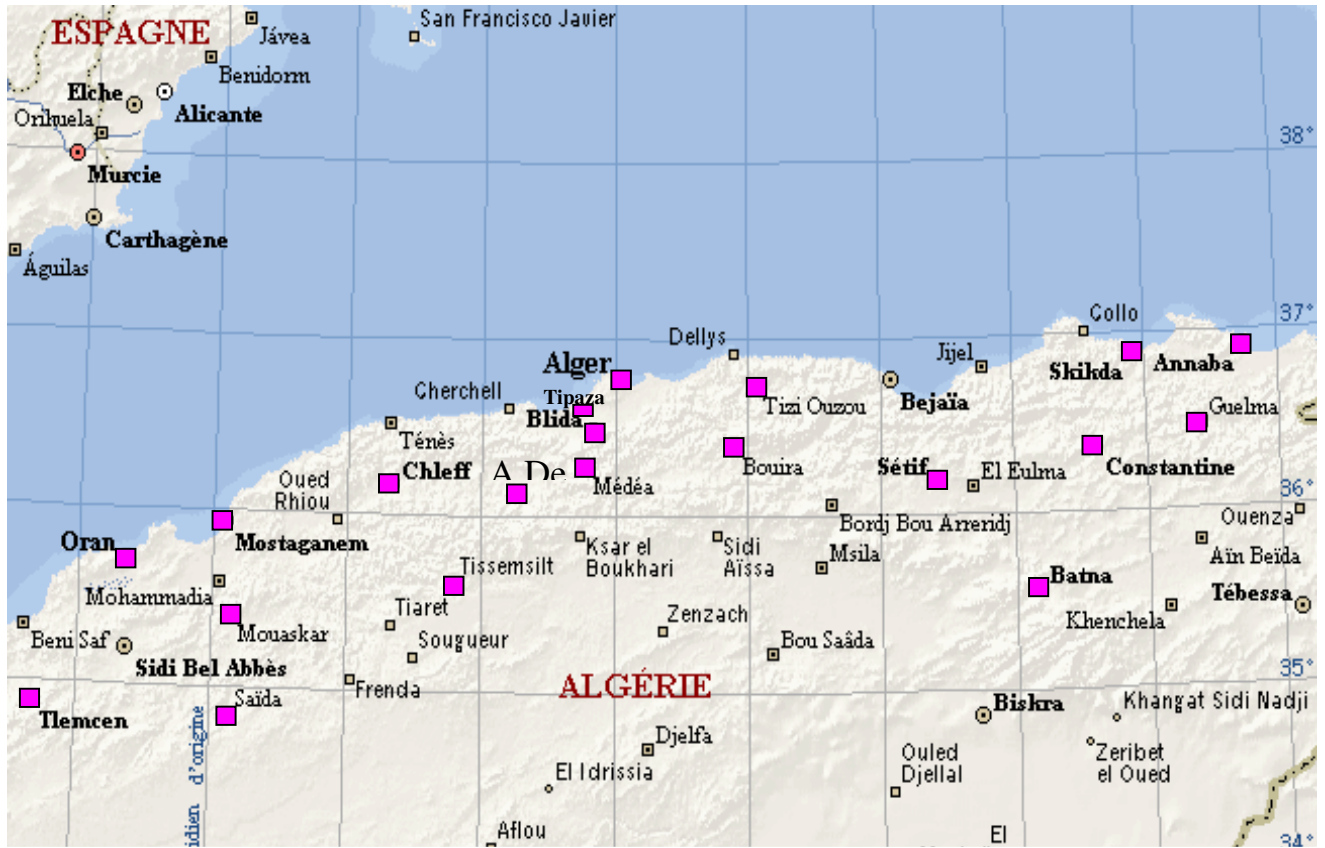 San Francisco Javier
ESPAGNE
Jávea
Benidorm
Elche
Alicante
Orihuela
38°
Murcie
Carthagène
Águilas
Collo
37°
Dellys
Jijel
Skikda
Annaba
Alger
Cherchell
Tipaza
Tizi Ouzou
Bejaïa
Guelma
Blida
Ténès
Chleff
A.De
Médéa
Bouira
Sétif
El Eulma
Constantine
Oued
Rhiou
36°
Ouenza
Bordj Bou Arreridj
Oran
Mostaganem
Ksar el
Boukhari
Sidi
Aïssa
Msila
Aïn Beïda
Tissemsilt
Batna
Mohammadia
Tiaret
Zenzach
Khenchela
Tébessa
Mouaskar
Beni Saf
Sougueur
Bou Saâda
Sidi Bel Abbès
35°
Frenda
ALGÉRIE
Saïda
Tlemcen
Biskra
Khangat Sidi Nadji
idien d'origine
Djelfa
Ouled
Djellal
Zeribet
el Oued
El Idrissia
Aflou
El
34°